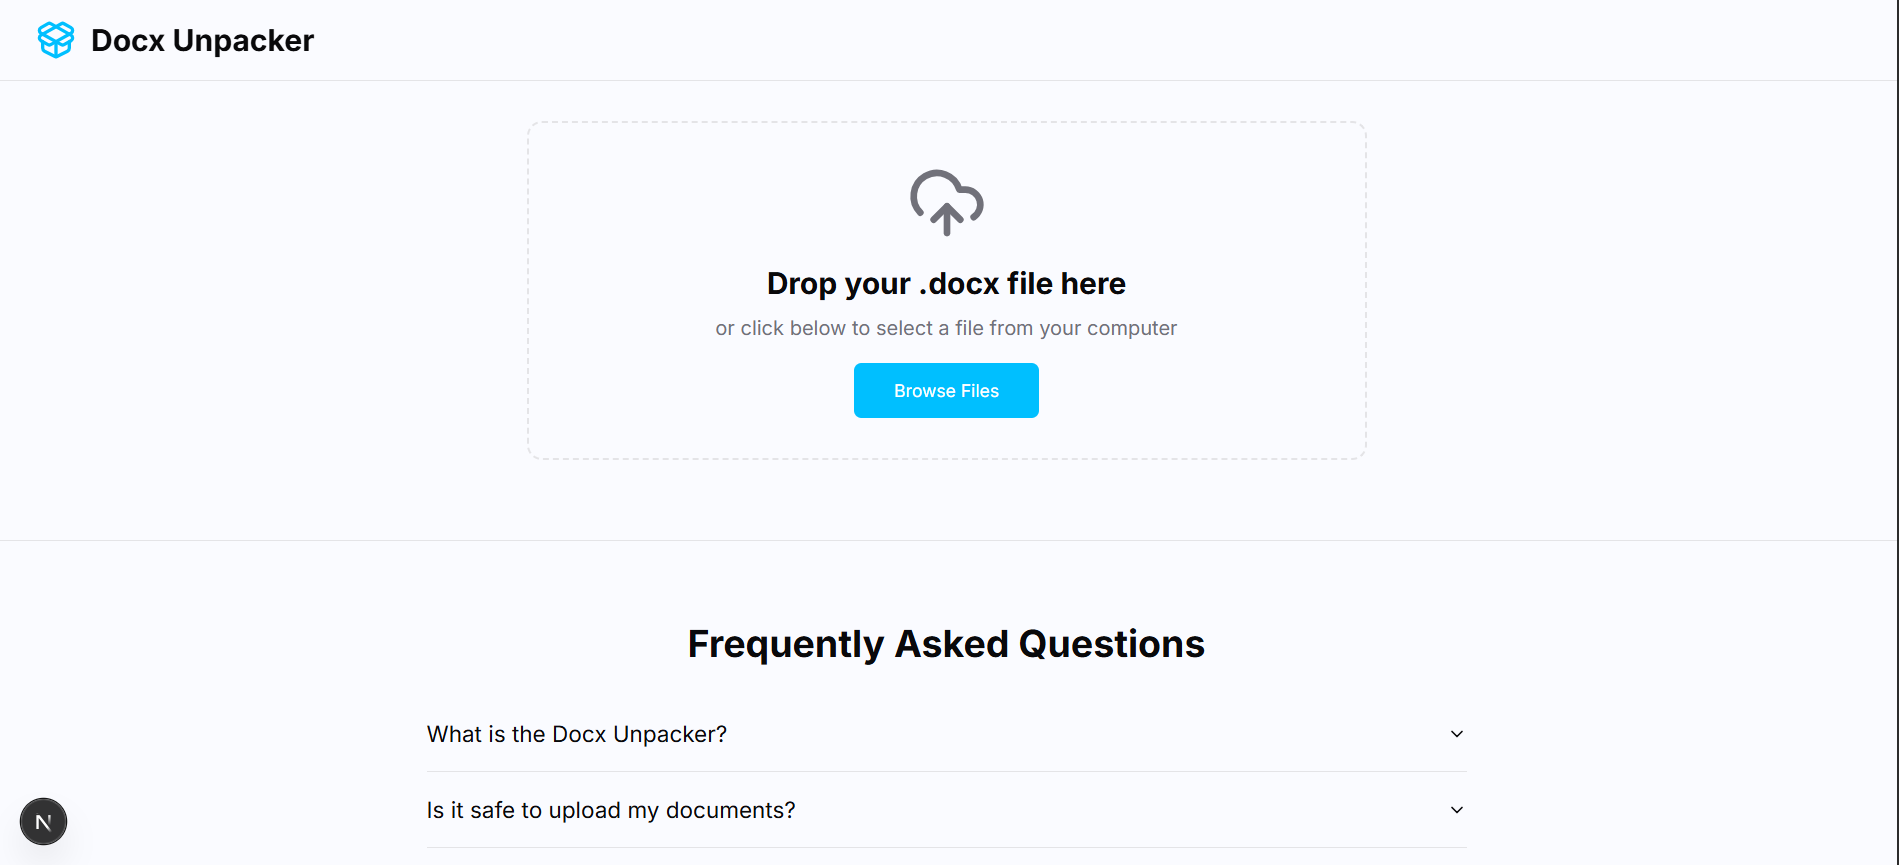 Docx Unpacker
Drop your .docx file here
or click below to select a file from your computer
Browse Files
Frequently Asked Questions
What is the Docx Unpacker?
Is it safe to upload my documents?
N